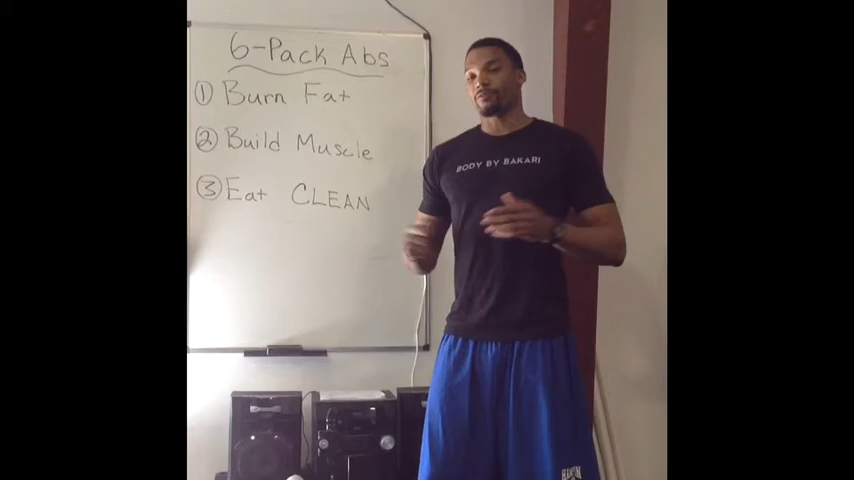 6-Pack Abs
① Burn Fat
② Build Muscle
③ Eat CLEAN
BODY BY BAKARI